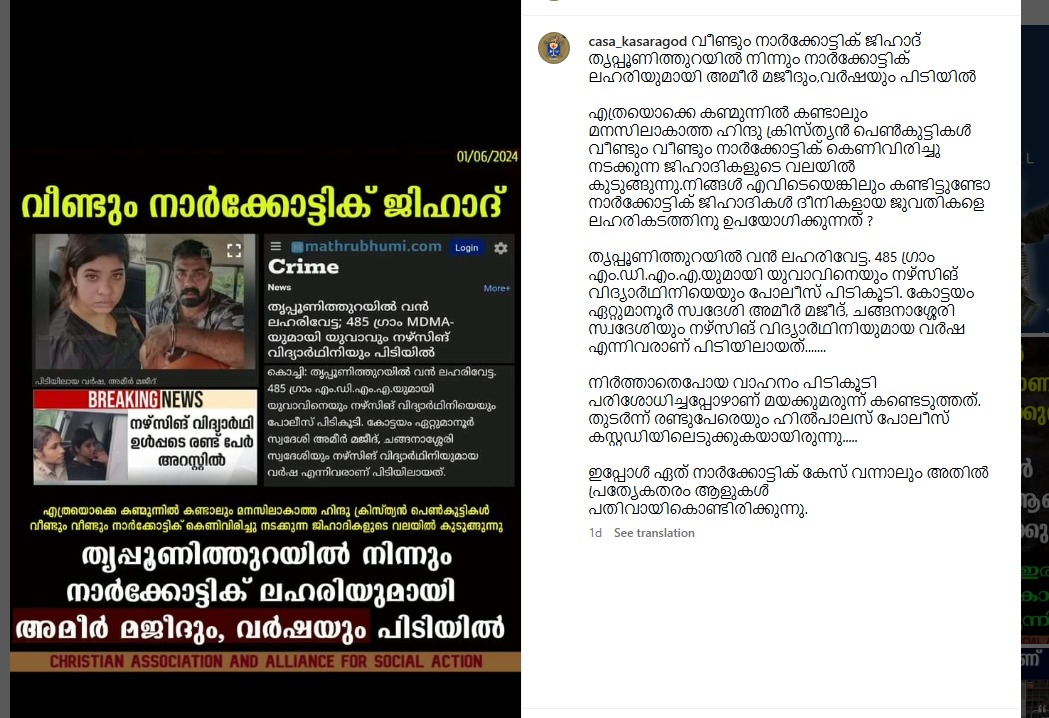 01/06/2024
വീണ്ടും നാർക്കോട്ടിക് ജിഹാദ്
mathrubhumi.com
Login
Crime
News
More+
തൃപ്പൂണിത്തുറയിൽ വൻ
ലഹരിവേട്ട; 485 ഗ്രാം MDMA-
യുമായി യുവാവും നഴ്സിങ്
വിദ്യാർഥിനിയും പിടിയിൽ
പിടിയിലായ വർഷ, അമീർ മജീദ്
കൊച്ചി: തൃപ്പൂണിത്തുറയിൽ വൻ ലഹരിവേട്ട.
485 ഗ്രാം എം.ഡി.എം.എ.യുമായി
യുവാവിനെയും നഴ്സിങ് വിദ്യാർഥിനിയെയും
പോലീസ് പിടികൂടി. കോട്ടയം ഏറ്റുമാനൂർ
സ്വദേശി അമീർ മജീദ്, ചങ്ങനാശ്ശേരി
സ്വദേശിയും നഴ്സിങ് വിദ്യാർഥിനിയുമായ
വർഷ എന്നിവരാണ് പിടിയിലായത്.
BREAKING NEWS
നഴ്സിങ് വിദ്യാർഥി
ഉൾപ്പടെ രണ്ട് പേർ
അറസ്റ്റിൽ
എത്രയൊക്കെ കണ്മുന്നിൽ കണ്ടാലും മനസിലാകാത്ത ഹിന്ദു ക്രിസ്ത്യൻ പെൺകുട്ടികൾ
വീണ്ടും വീണ്ടും നാർക്കോട്ടിക് കെണിവിരിച്ചു നടക്കുന്ന ജിഹാദികളുടെ വലയിൽ കുടുങ്ങുന്നു
തൃപ്പൂണിത്തുറയിൽ നിന്നും
നാർക്കോട്ടിക് ലഹരിയുമായി
അമീർ മജീദും, വർഷയും പിടിയിൽ
CHRISTIAN ASSOCIATION AND ALLIANCE FOR SOCIAL ACTION
casa_kasaragod വീണ്ടും നാർക്കോട്ടിക് ജിഹാദ്
തൃപ്പൂണിത്തുറയിൽ നിന്നും നാർക്കോട്ടിക്
ലഹരിയുമായി അമീർ മജീദും,വർഷയും പിടിയിൽ
എത്രയൊക്കെ കണ്മുന്നിൽ കണ്ടാലും
മനസിലാകാത്ത ഹിന്ദു ക്രിസ്ത്യൻ പെൺകുട്ടികൾ
വീണ്ടും വീണ്ടും നാർക്കോട്ടിക് കെണിവിരിച്ചു
നടക്കുന്ന ജിഹാദികളുടെ വലയിൽ
കുടുങ്ങുന്നു.നിങ്ങൾ എവിടെയെങ്കിലും കണ്ടിട്ടുണ്ടോ
നാർക്കോട്ടിക് ജിഹാദികൾ ദീനികളായ ജുവതികളെ
ലഹരികടത്തിനു ഉപയോഗിക്കുന്നത് ?
തൃപ്പൂണിത്തുറയിൽ വൻ ലഹരിവേട്ട. 485 ഗ്രാം
എം.ഡി.എം.എ.യുമായി യുവാവിനെയും നഴ്സിങ്
വിദ്യാർഥിനിയെയും പോലീസ് പിടികൂടി. കോട്ടയം
ഏറ്റുമാനൂർ സ്വദേശി അമീർ മജീദ്, ചങ്ങനാശ്ശേരി
സ്വദേശിയും നഴ്സിങ് വിദ്യാർഥിനിയുമായ വർഷ
എന്നിവരാണ് പിടിയിലായത്.......
നിർത്താതെപോയ വാഹനം പിടികൂടി
പരിശോധിച്ചപ്പോഴാണ് മയക്കുമരുന്ന് കണ്ടെടുത്തത്.
തുടർന്ന് രണ്ടുപേരെയും ഹിൽപാലസ് പോലീസ്
കസ്റ്റഡിയിലെടുക്കുകയായിരുന്നു.....
ഇപ്പോൾ ഏത് നാർക്കോട്ടിക് കേസ് വന്നാലും അതിൽ
പ്രത്യേകതരം ആളുകൾ
പതിവായികൊണ്ടിരിക്കുന്നു.
1d See translation